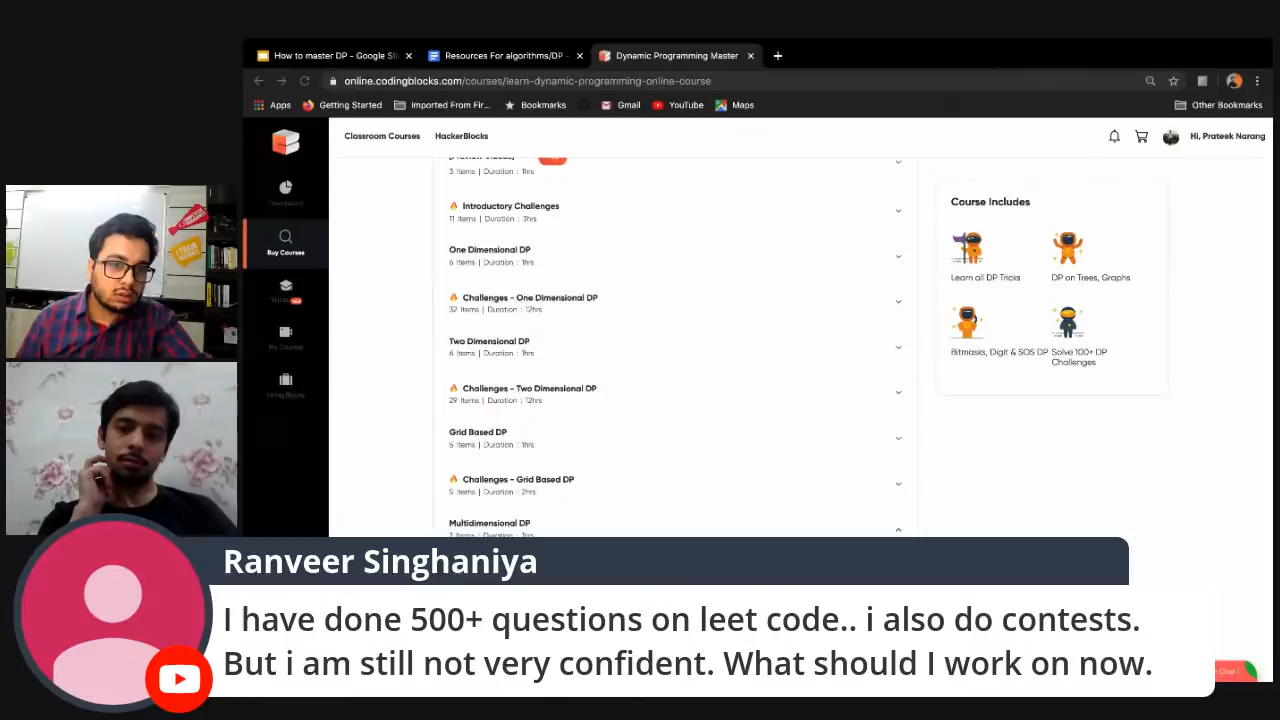 How to master DP - Google Sli
Resources For algorithms/DP -
Dynamic Programming Master
online.codingblocks.com/courses/learn-dynamic-programming-online-course
Apps
Getting Started
Imported From Fir...
Bookmarks
Gmail
YouTube
Maps
Other Bookmarks
Classroom Courses
HackerBlocks
Hi, Prateek Narang
Dashboard
Buy Courses
My Courses
Hiring Blocks
3 Items | Duration : 1hrs
Introductory Challenges
11 Items | Duration : 3hrs
One Dimensional DP
6 Items | Duration : 1hrs
Challenges - One Dimensional DP
32 Items | Duration : 12hrs
Two Dimensional DP
6 Items | Duration : 1hrs
Challenges - Two Dimensional DP
29 Items | Duration : 12hrs
Grid Based DP
5 Items | Duration : 1hrs
Challenges - Grid Based DP
5 Items | Duration : 2hrs
Multidimensional DP
Course Includes
Learn all DP Tricks
DP on Trees, Graphs
Bitmasks, Digit & SOS DP
Solve 100+ DP
Challenges
Ranveer Singhaniya
I have done 500+ questions on leet code.. i also do contests.
But i am still not very confident. What should I work on now.